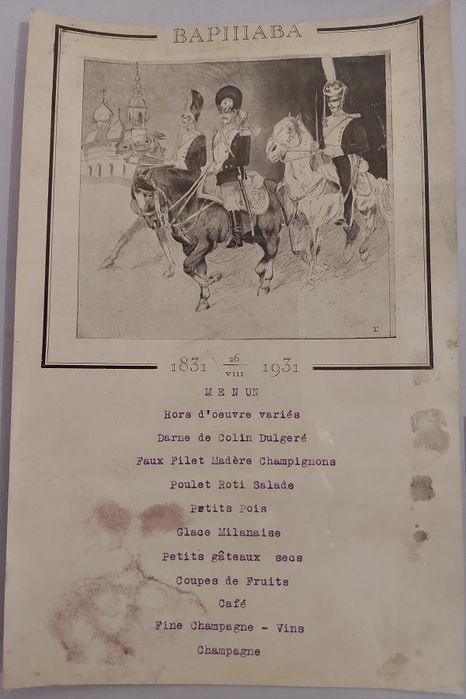 ВАРШАВА
1831 26/VIII 1931
M E N UN
Hors d'oeuvre variés
Darne de Colin Dulgeré
Faux Filet Madère Champignons
Poulet Roti Salade
Petits Pois
Glace Milanaise
Petits gâteaux secs
Coupes de Fruits
Café
Fine Champagne - Vins
Champagne